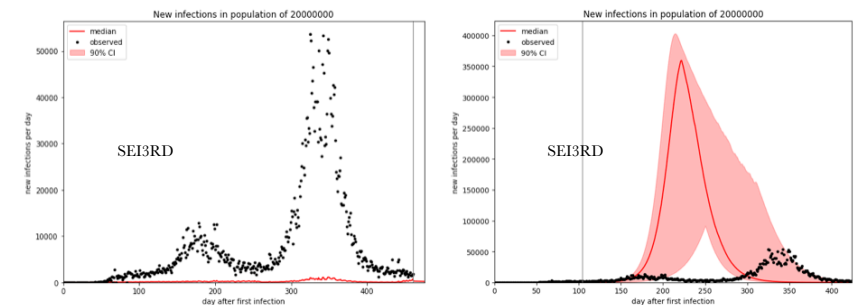 New infections in population of 20000000
median
observed
90% CI
SEI3RD
new infections per day
50000
40000
30000
20000
10000
0
0 100 200 300 400
day after first infection
New infections in population of 20000000
median
observed
90% CI
SEI3RD
new infections per day
400000
350000
300000
250000
200000
150000
100000
50000
0
0 50 100 150 200 250 300 350 400
day after first infection